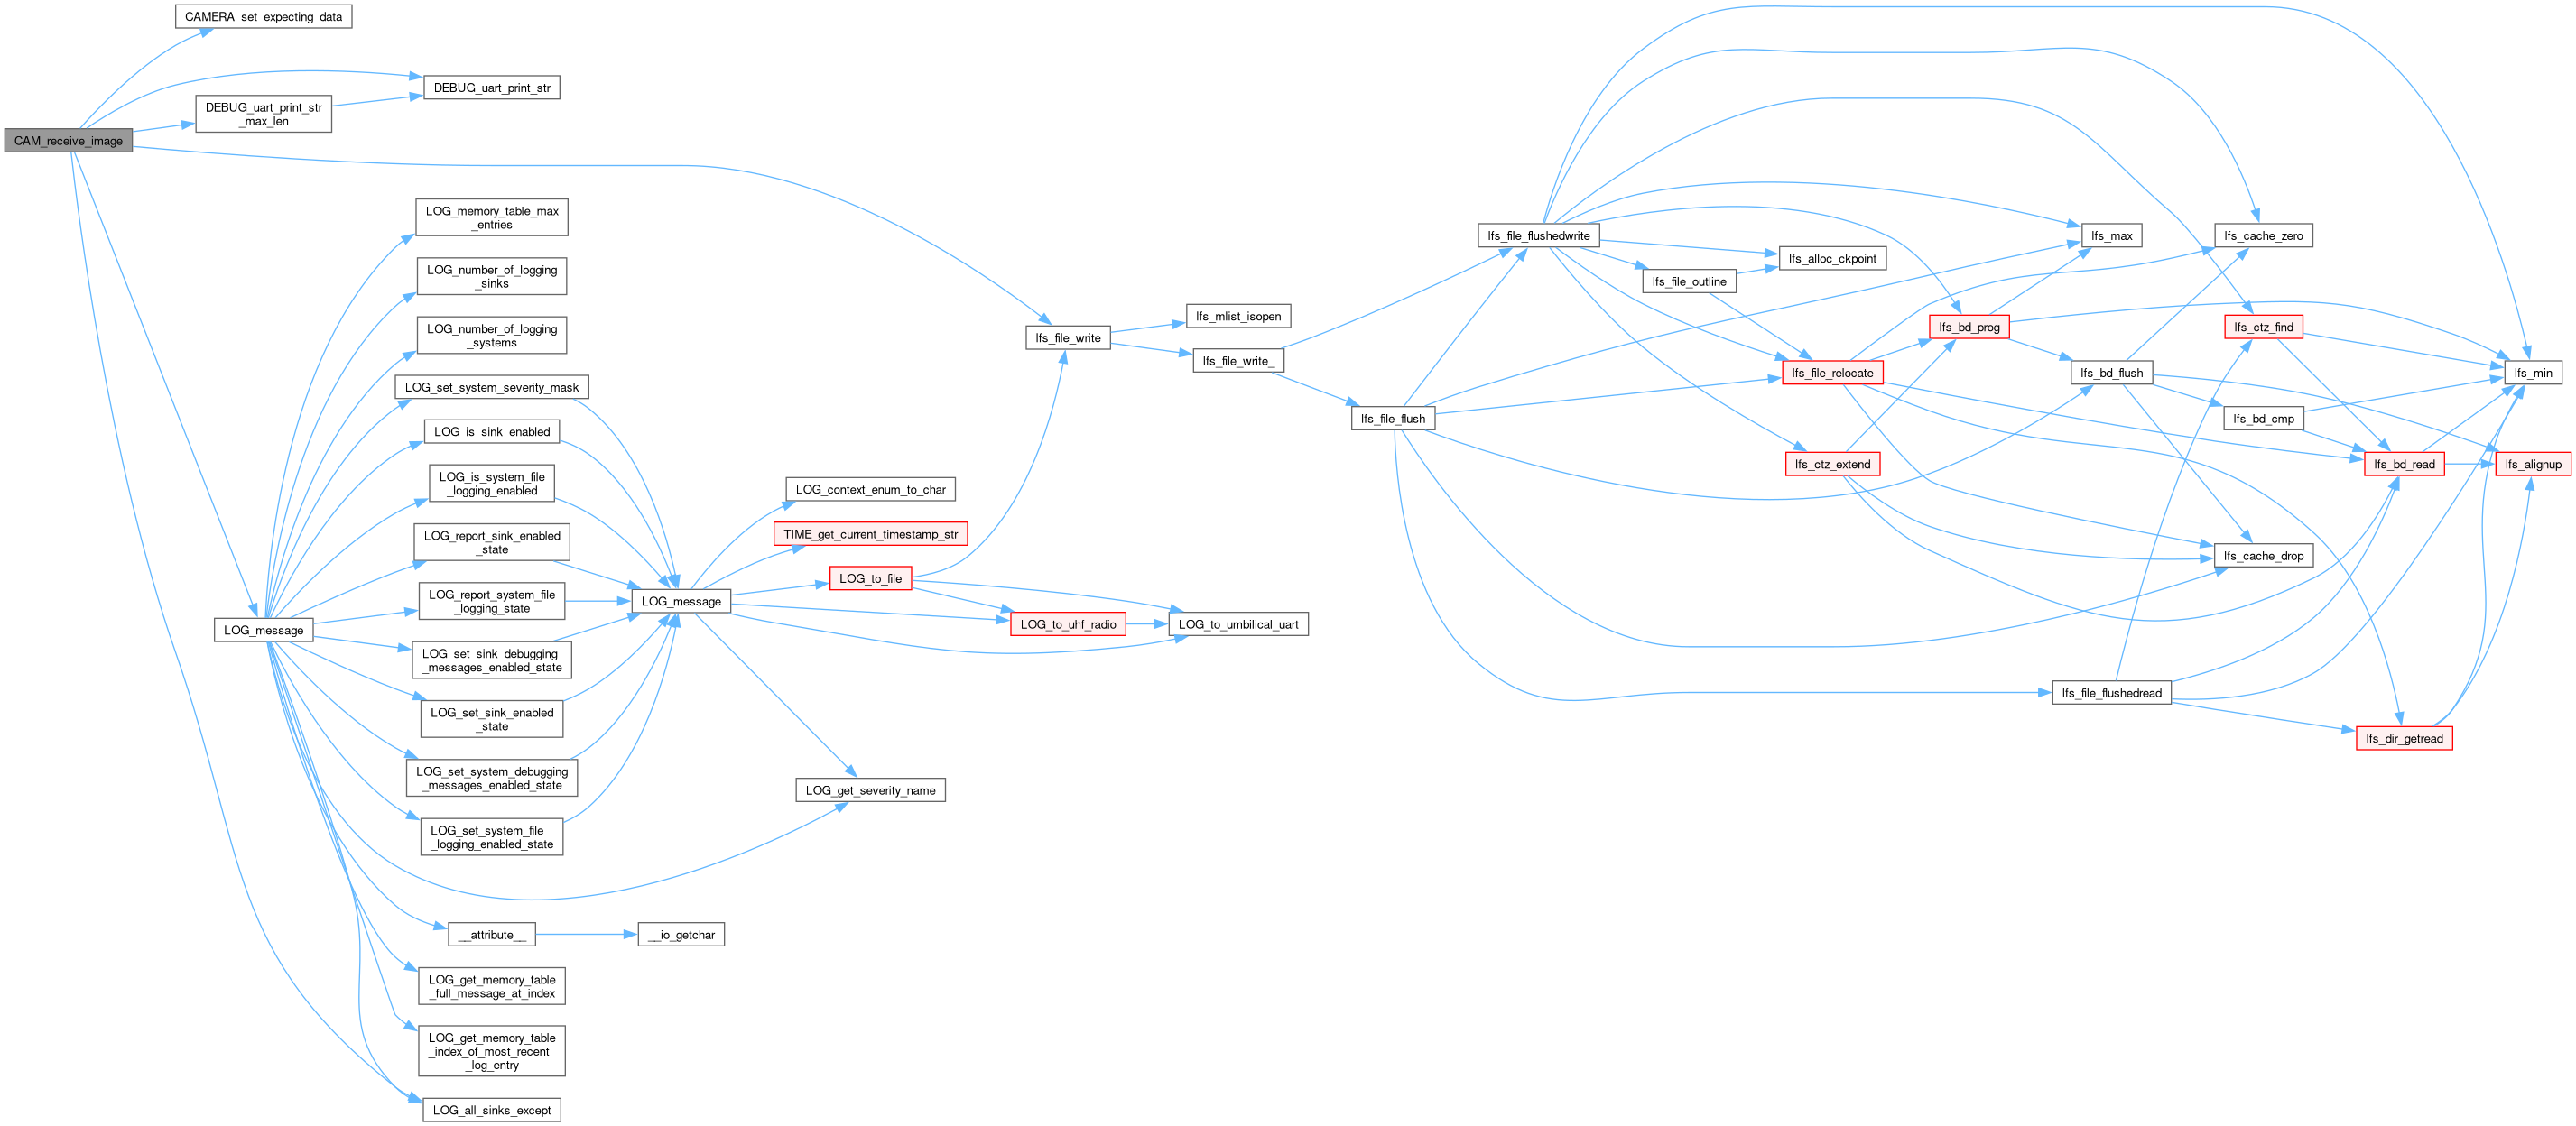 CAMERA_set_expecting_data
DEBUG_uart_print_str
DEBUG_uart_print_str
_max_len
CAM_receive_image
LOG_memory_table_max
_entries
LOG_number_of_logging
_sinks
LOG_number_of_logging
_systems
LOG_set_system_severity_mask
LOG_is_sink_enabled
LOG_is_system_file
_logging_enabled
LOG_report_sink_enabled
_state
LOG_report_system_file
_logging_state
LOG_message
LOG_set_sink_debugging
_messages_enabled_state
LOG_set_sink_enabled
_state
LOG_set_system_debugging
_messages_enabled_state
LOG_set_system_file
_logging_enabled_state
__attribute__
__io_getchar
LOG_get_memory_table
_full_message_at_index
LOG_get_memory_table
_index_of_most_recent
_log_entry
LOG_all_sinks_except
LOG_message
LOG_context_enum_to_char
TIME_get_current_timestamp_str
LOG_to_file
LOG_to_uhf_radio
LOG_to_umbilical_uart
LOG_get_severity_name
lfs_file_write
lfs_mlist_isopen
lfs_file_write_
lfs_file_flush
lfs_file_flushedwrite
lfs_file_outline
lfs_alloc_ckpoint
lfs_file_relocate
lfs_ctz_extend
lfs_bd_prog
lfs_max
lfs_cache_zero
lfs_ctz_find
lfs_bd_flush
lfs_min
lfs_bd_cmp
lfs_bd_read
lfs_alignup
lfs_cache_drop
lfs_file_flushedread
lfs_dir_getread